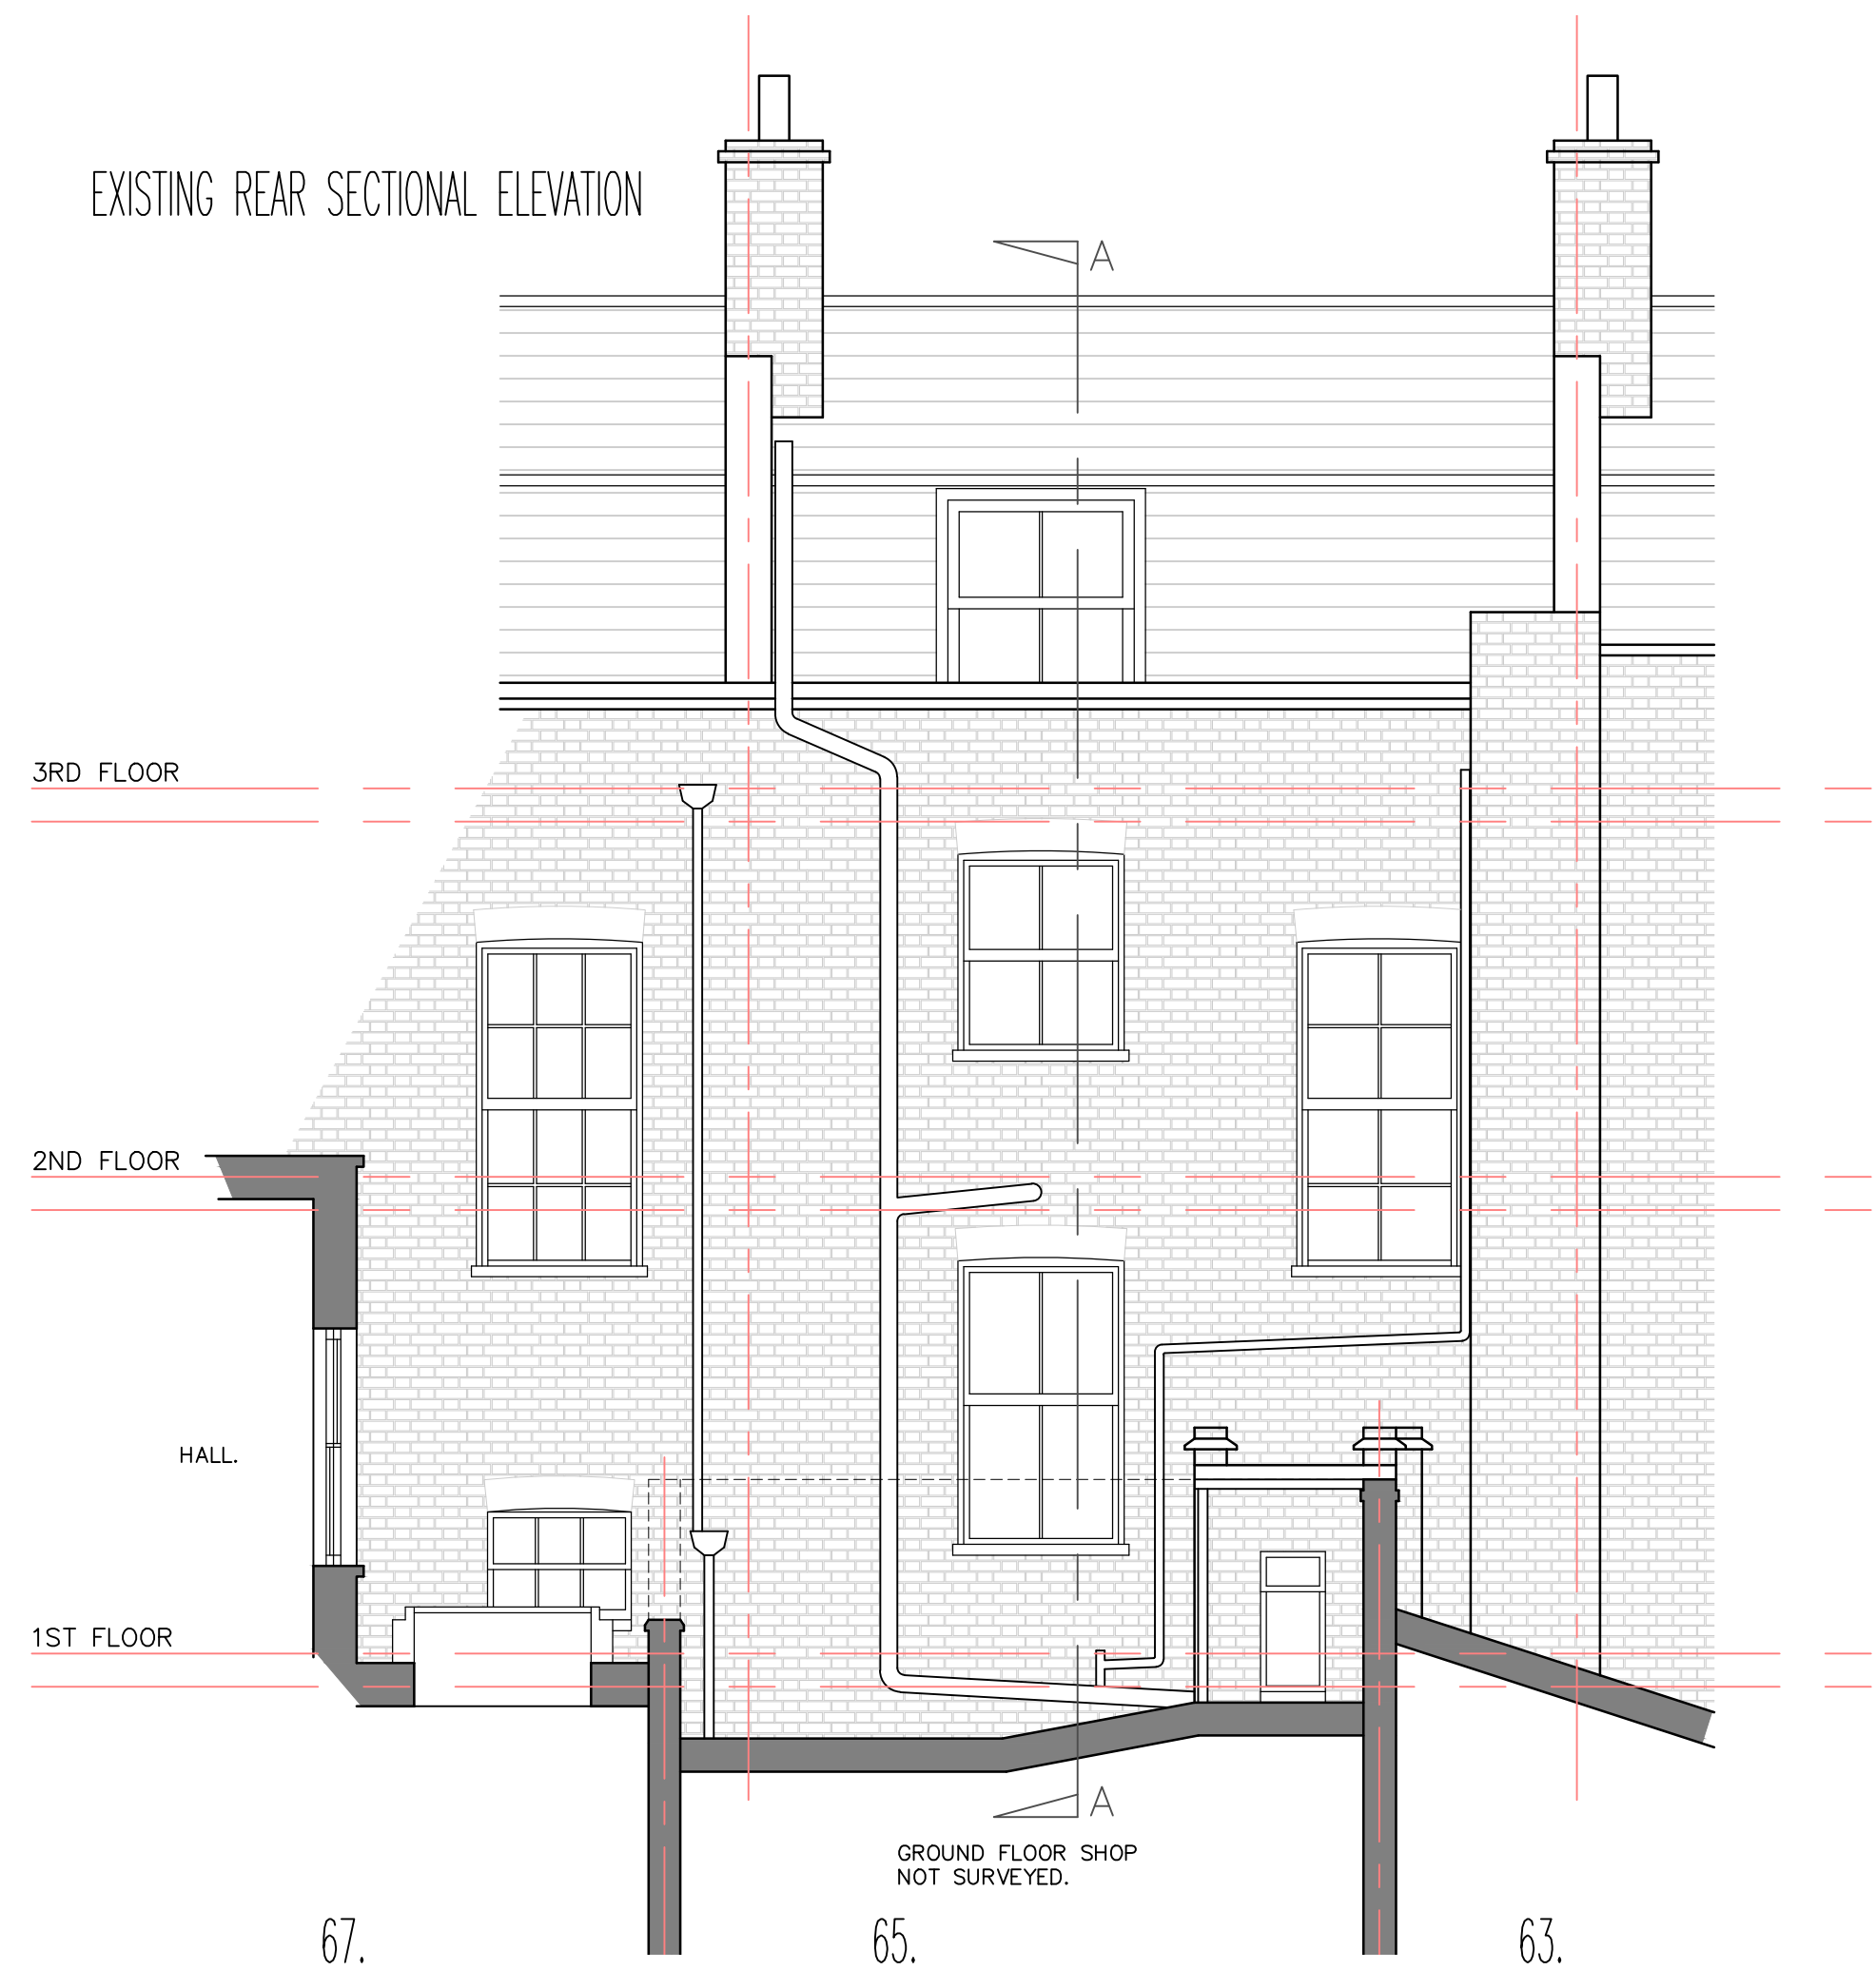 EXISTING REAR SECTIONAL ELEVATION
A
3RD FLOOR
2ND FLOOR
HALL.
1ST FLOOR
A
GROUND FLOOR SHOP
NOT SURVEYED.
67.
65.
63.